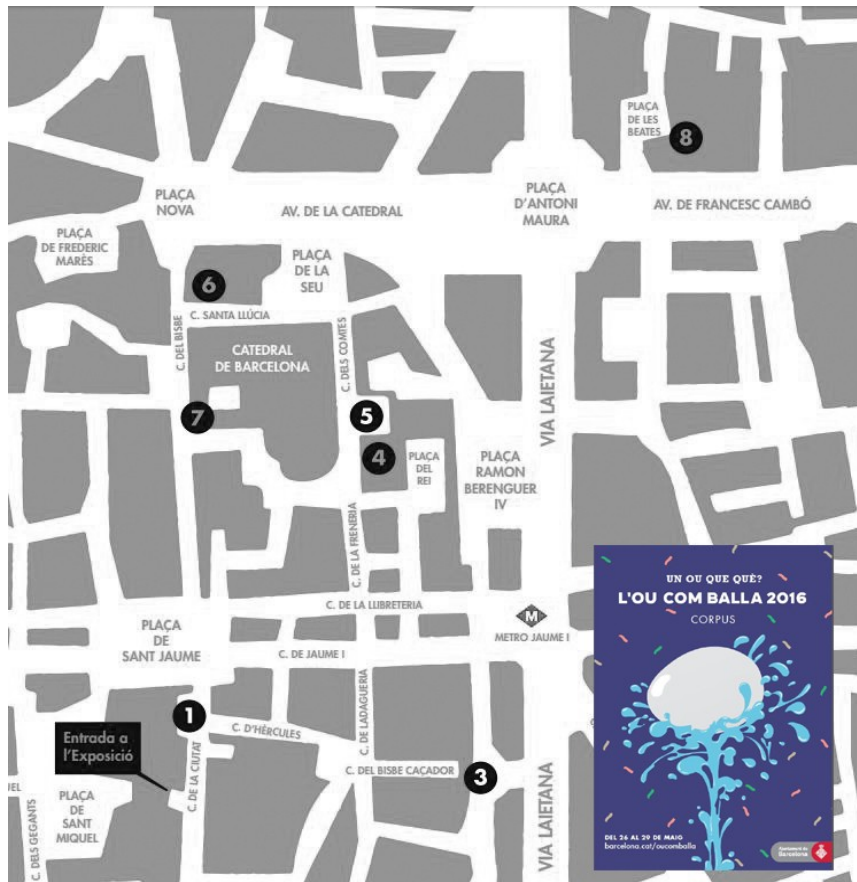 PLAÇA
DE LES
BEATES
8
PLAÇA
NOVA
AV. DE LA CATEDRAL
PLAÇA
D'ANTONI
MAURA
AV. DE FRANCESC CAMBÓ
PLAÇA
DE FREDERIC
MARÈS
PLAÇA
DE LA
SEU
6
C. SANTA LLÚCIA
C. DEL BISBE
CATEDRAL
DE BARCELONA
C. DELS COMTES
VIA LAIETANA
7
5
4
PLAÇA
DEL
REI
PLAÇA
RAMON
BERENGUER
IV
C. DE LA FRENERIA
C. DE LA LLIBRETERIA
PLAÇA
DE
SANT JAUME
C. DE JAUME I
M
METRO JAUME I
1
C. D'HÉRCULES
C. DE LADAGUERIA
Entrada a
l'Exposició
C. DE LA CIUTAT
C. DEL BISBE CAÇADOR
3
PLAÇA
DE SANT
MIQUEL
UEL
C. DELS GEGANTS
VIA LAIETANA
UN OU QUE QUÈ?
L'OU COM BALLA 2016
CORPUS
DEL 26 AL 29 DE MAIG
barcelona.cat/oucomballa
Ajuntament de
Barcelona